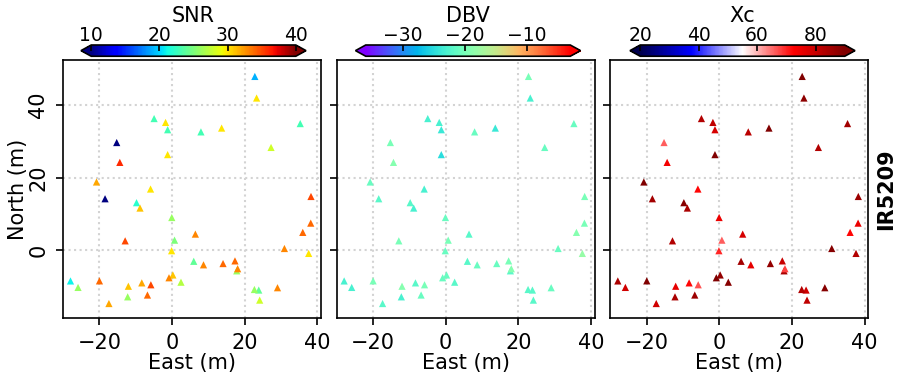 SNR DBV Xc
10 20 30 40 −30 −20 −10 20 40 60 80
North (m)
40
20
0
IR5209
−20 0 20 40 −20 0 20 40 −20 0 20 40
East (m) East (m) East (m)